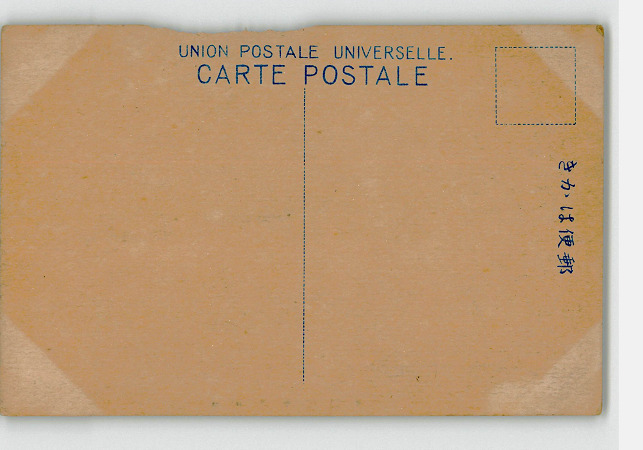 UNION POSTALE UNIVERSELLE.
CARTE POSTALE
きかは便郵